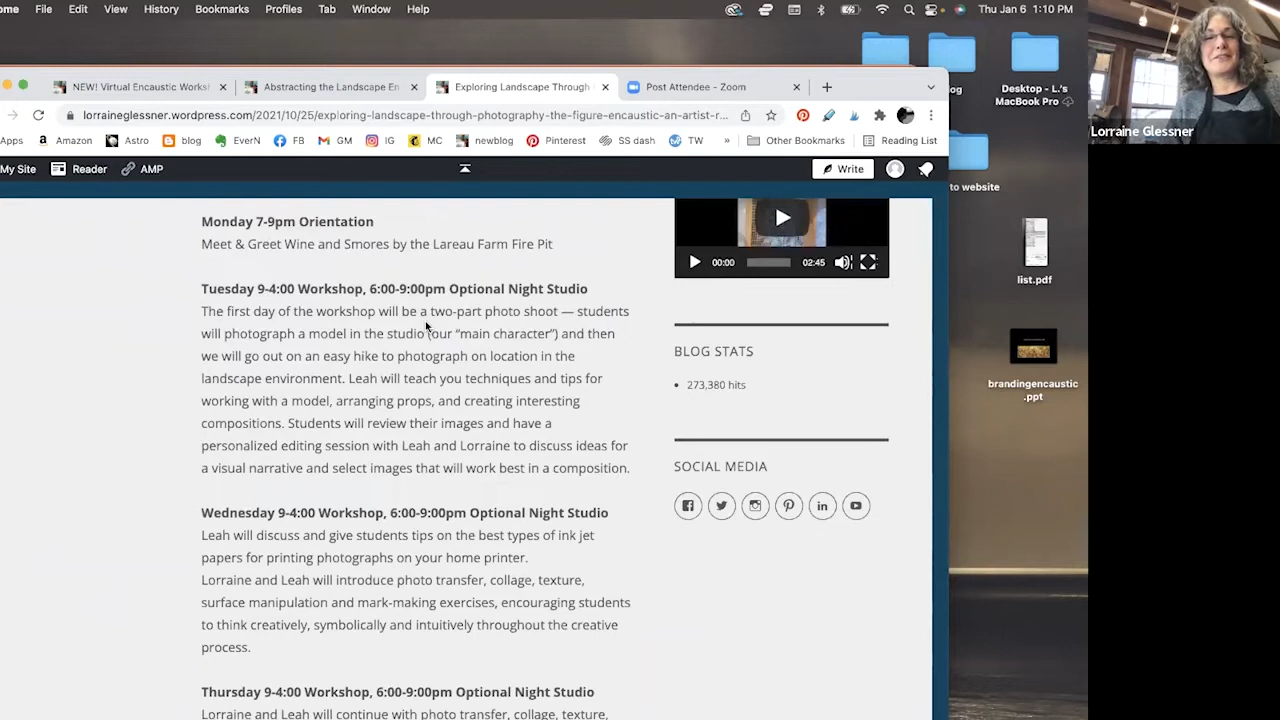 ome File Edit View History Bookmarks Profiles Tab Window Help Thu Jan 6 1:10 PM
NEW! Virtual Encaustic Worksh
Abstracting the Landscape En
Exploring Landscape Through
Post Attendee - Zoom
lorraineglessner.wordpress.com/2021/10/25/exploring-landscape-through-photography-the-figure-encaustic-an-artist-r...
Apps Amazon Astro blog EverN FB GM IG MC newblog Pinterest SS dash TW » Other Bookmarks Reading List
My Site Reader AMP Write
Monday 7-9pm Orientation
Meet & Greet Wine and Smores by the Lareau Farm Fire Pit
Tuesday 9-4:00 Workshop, 6:00-9:00pm Optional Night Studio
The first day of the workshop will be a two-part photo shoot — students
will photograph a model in the studio (our “main character”) and then
we will go out on an easy hike to photograph on location in the
landscape environment. Leah will teach you techniques and tips for
working with a model, arranging props, and creating interesting
compositions. Students will review their images and have a
personalized editing session with Leah and Lorraine to discuss ideas for
a visual narrative and select images that will work best in a composition.
Wednesday 9-4:00 Workshop, 6:00-9:00pm Optional Night Studio
Leah will discuss and give students tips on the best types of ink jet
papers for printing photographs on your home printer.
Lorraine and Leah will introduce photo transfer, collage, texture,
surface manipulation and mark-making exercises, encouraging students
to think creatively, symbolically and intuitively throughout the creative
process.
Thursday 9-4:00 Workshop, 6:00-9:00pm Optional Night Studio
Lorraine and Leah will continue with photo transfer, collage, texture,
00:00 02:45
BLOG STATS
273,380 hits
SOCIAL MEDIA
og
Desktop - L.'s
MacBook Pro
to website
list.pdf
brandingencaustic
.ppt
Lorraine Glessner